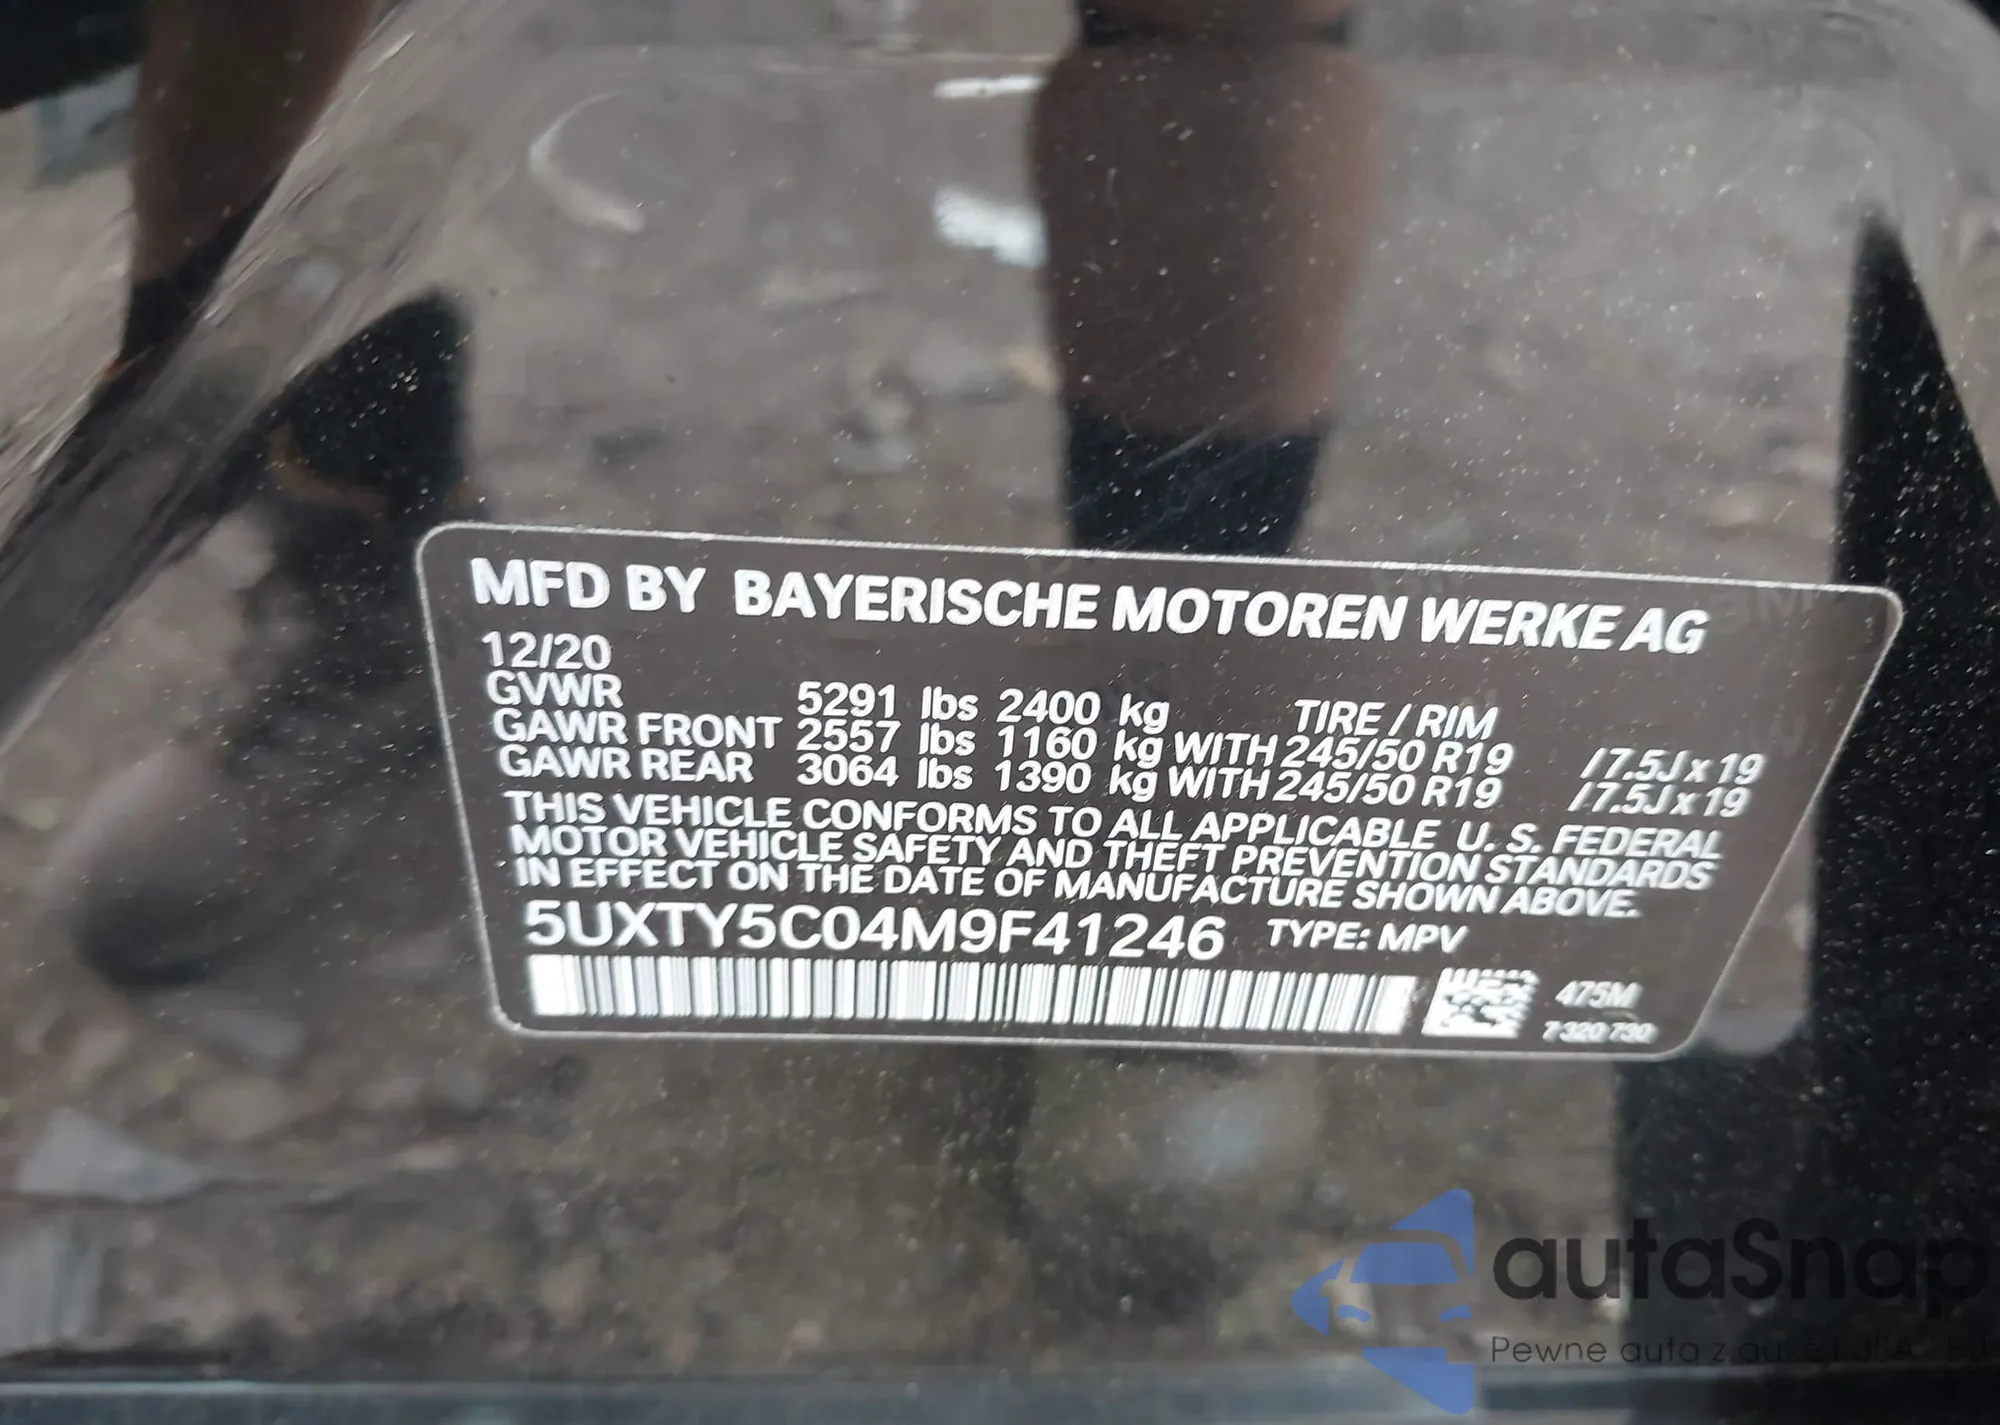 MFD BY BAYERISCHE MOTOREN WERKE AG
12/20
GVWR 5291 lbs 2400 kg TIRE / RIM
GAWR FRONT 2557 lbs 1160 kg WITH 245/50 R19 / 7.5J x 19
GAWR REAR 3064 lbs 1390 kg WITH 245/50 R19 / 7.5J x 19
THIS VEHICLE CONFORMS TO ALL APPLICABLE U. S. FEDERAL
MOTOR VEHICLE SAFETY AND THEFT PREVENTION STANDARDS
IN EFFECT ON THE DATE OF MANUFACTURE SHOWN ABOVE.
5UXTY5C04M9F41246 TYPE: MPV
475M
7 320 730
autaSnap
Pewne auta z aukcji